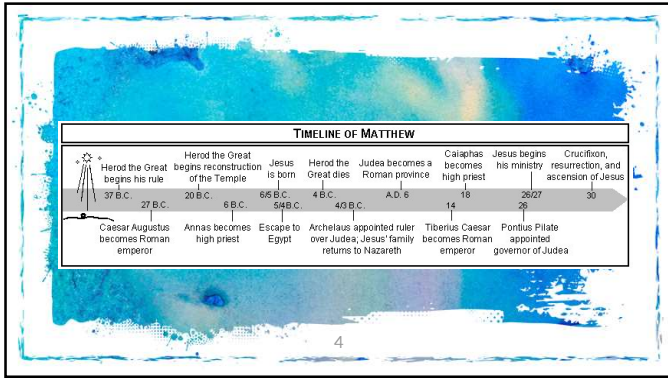 TIMELINE OF MATTHEW
Herod the Great
begins his rule
Herod the Great
begins reconstruction
of the Temple
Jesus
is born
Herod the
Great dies
Judea becomes a
Roman province
Caiaphas
becomes
high priest
Jesus begins
his ministry
Crucifixon,
resurrection, and
ascension of Jesus
37 B.C.
20 B.C.
6/5 B.C.
4 B.C.
A.D. 6
18
26/27
30
27 B.C.
6 B.C.
5/4B.C.
4/3 B.C.
14
26
Caesar Augustus
becomes Roman
emperor
Annas becomes
high priest
Escape to
Egypt
Archelaus appointed ruler
over Judea; Jesus' family
returns to Nazareth
Tiberius Caesar
becomes Roman
emperor
Pontius Pilate
appointed
governor of Judea
4